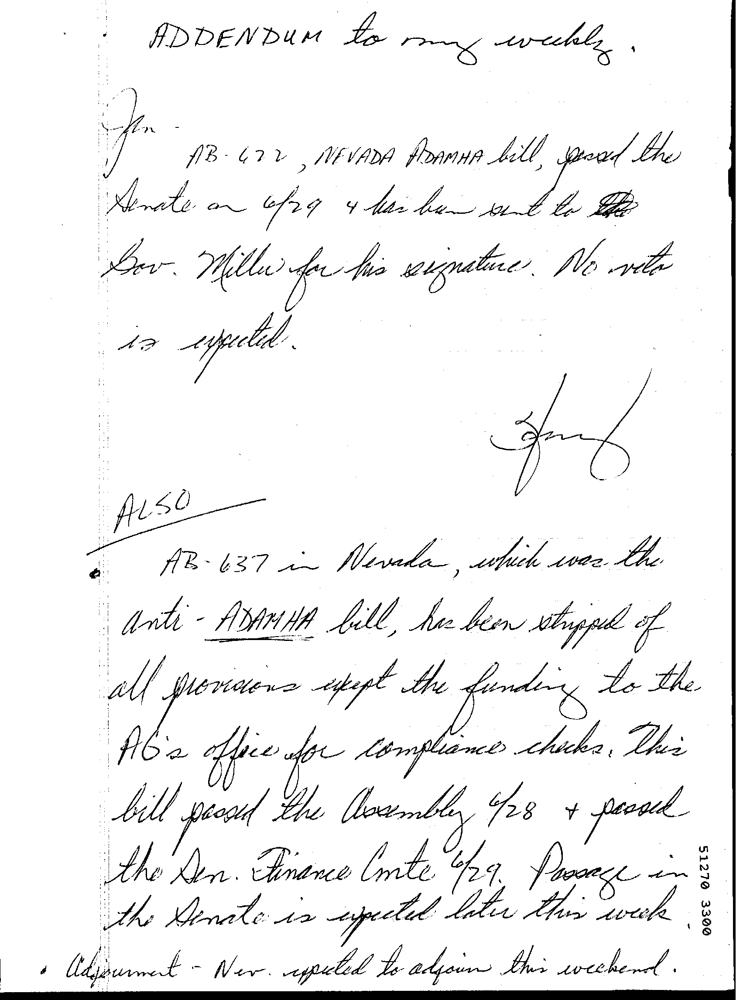 ADDENDUM to my weekly.
Jan -
AB-622, NEVADA ADAMHA bill, passed the
Senate on 6/29 & has been sent to
Gov. Miller for his signature. No veto
is expected.
ALSO
• AB-637 in Nevada, which was the
anti-ADAMHA bill, has been stripped of
all provisions except the funding to the
AG's office for compliance checks. This
bill passed the Assembly 6/28 + passed
the Sen. Finance Cmte 6/29. Passage in
the Senate is expected later this week.
• Adjournment - Nev. expected to adjourn this weekend.
51270 3300